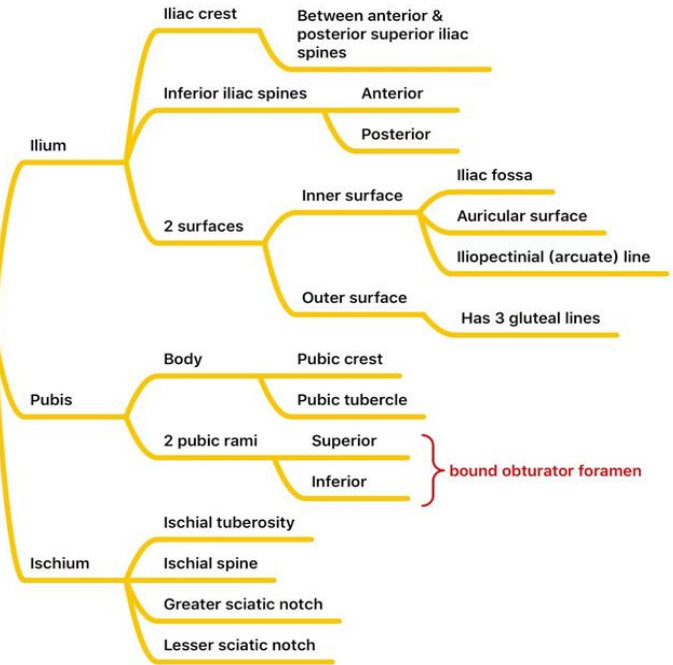 Iliac crest
Between anterior &
posterior superior iliac
spines
Inferior iliac spines
Anterior
Posterior
Ilium
2 surfaces
Inner surface
Iliac fossa
Auricular surface
Iliopectinial (arcuate) line
Outer surface
Has 3 gluteal lines
Pubis
Body
Pubic crest
Pubic tubercle
2 pubic rami
Superior
Inferior
bound obturator foramen
Ischium
Ischial tuberosity
Ischial spine
Greater sciatic notch
Lesser sciatic notch